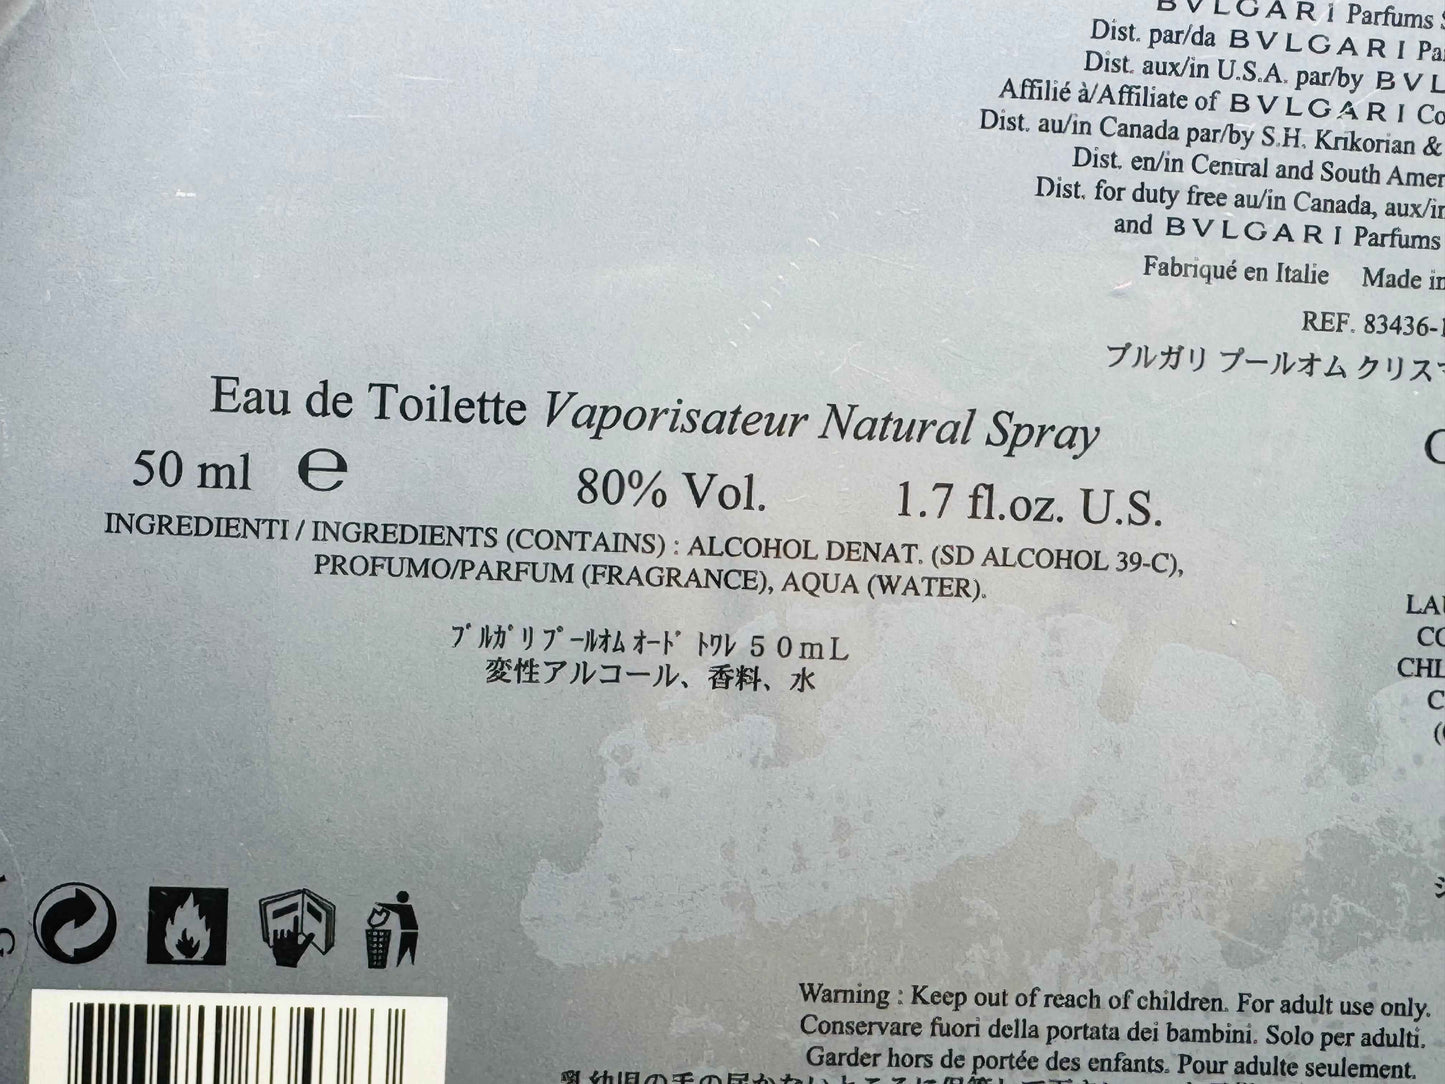 BVLGARI Parfums
Dist. par/da BVLGARI
Dist. aux/in U.S.A. par/by
Affilié à/Affiliate of BVLGARI
Dist. au/in Canada par/by S.H. Krikorian &
Dist. en/in Central and South
Dist. for duty free au/in Canada,
and BVLGARI Parfums
Fabriqué en Italie Made in
REF. 83436-
ブルガリ プールオム
Eau de Toilette Vaporisateur Natural Spray
50 ml ℮ 80% Vol. 1.7 fl.oz. U.S.
INGREDIENTI / INGREDIENTS (CONTAINS) : ALCOHOL DENAT. (SD ALCOHOL 39-C),
PROFUMO/PARFUM (FRAGRANCE), AQUA (WATER).
ﾌﾞﾙｶﾞﾘ ﾌﾟｰﾙｵﾑ ｵｰﾄﾞ ﾄﾜﾚ ５０ｍL
変性アルコール、香料、水
Warning : Keep out of reach of children. For adult use only.
Conservare fuori della portata dei bambini. Solo per adulti.
Garder hors de portée des enfants. Pour adulte seulement.